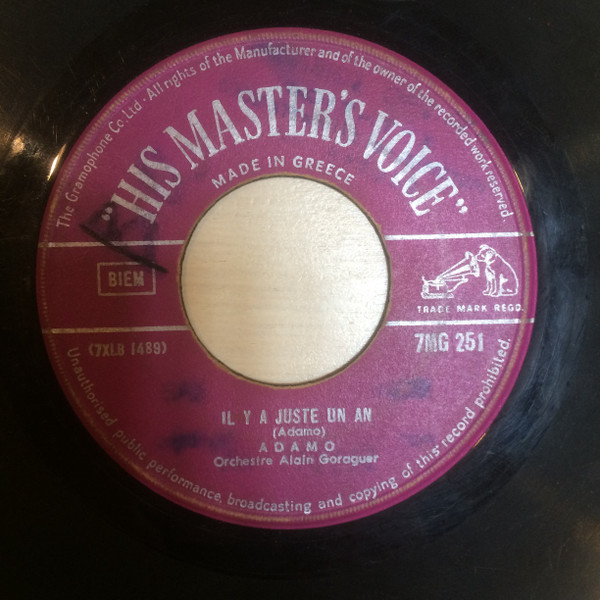 The Gramophone Co Ltd · All rights of the Manufacturer and of the owner of the recorded work reserved.
"HIS MASTER'S VOICE"
MADE IN GREECE
BIEM
TRADE MARK REGD.
(7XLB 1489)
7MG 251
IL Y A JUSTE UN AN
(Adamo)
ADAMO
Orchestre Alain Goraguer
Unauthorised public performance, broadcasting and copying of this record prohibited.